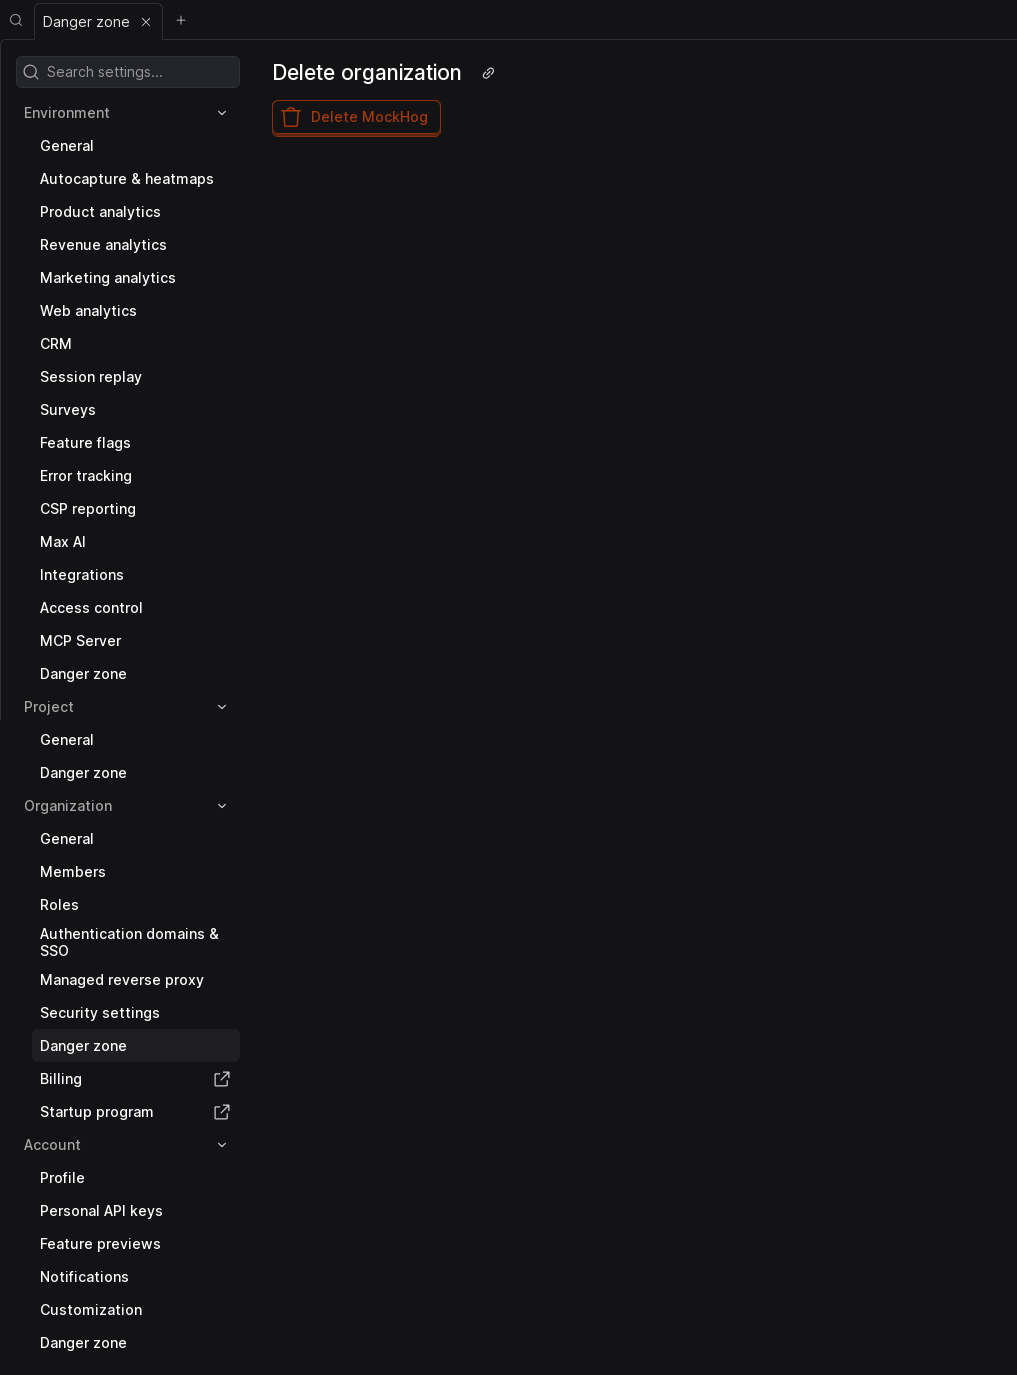 Danger zone
Search settings...
Environment
General
Autocapture & heatmaps
Product analytics
Revenue analytics
Marketing analytics
Web analytics
CRM
Session replay
Surveys
Feature flags
Error tracking
CSP reporting
Max AI
Integrations
Access control
MCP Server
Danger zone
Project
General
Danger zone
Organization
General
Members
Roles
Authentication domains &
SSO
Managed reverse proxy
Security settings
Danger zone
Billing
Startup program
Account
Profile
Personal API keys
Feature previews
Notifications
Customization
Danger zone
Delete organization
Delete MockHog